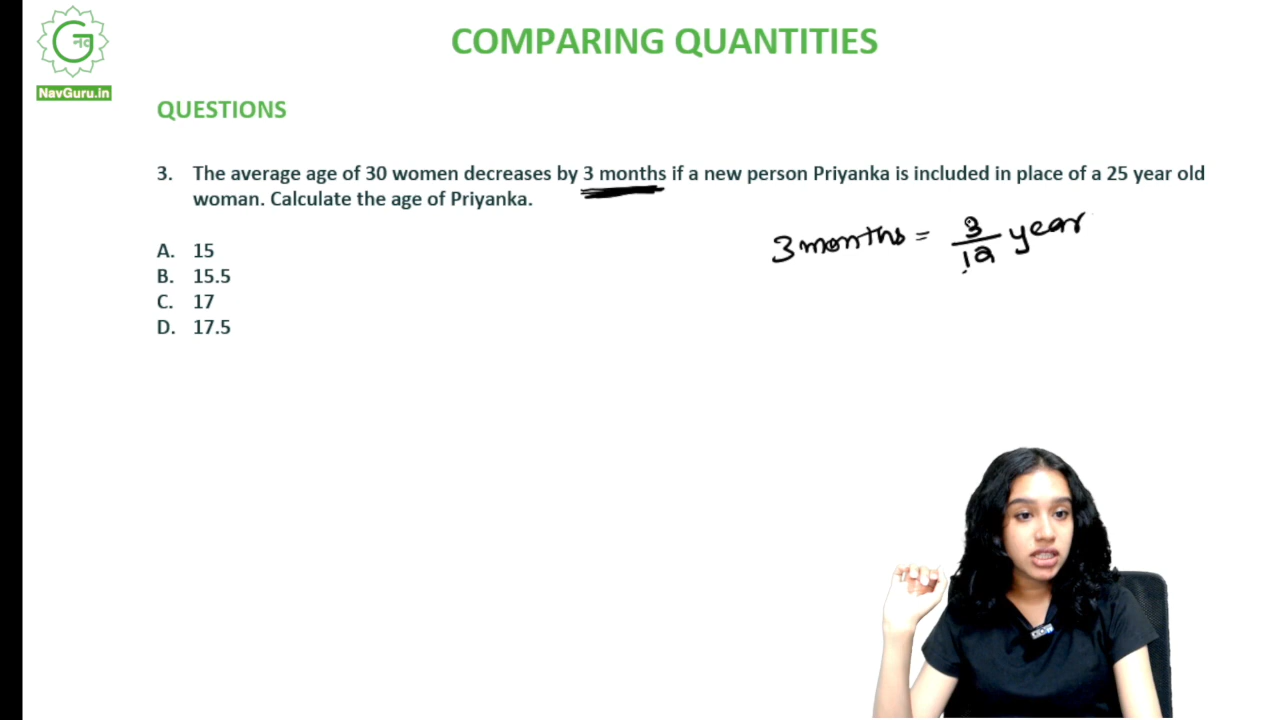 नव
NavGuru.in
COMPARING QUANTITIES
QUESTIONS
3. The average age of 30 women decreases by 3 months if a new person Priyanka is included in place of a 25 year old
woman. Calculate the age of Priyanka.
3 months = 3/12 year
A. 15
B. 15.5
C. 17
D. 17.5